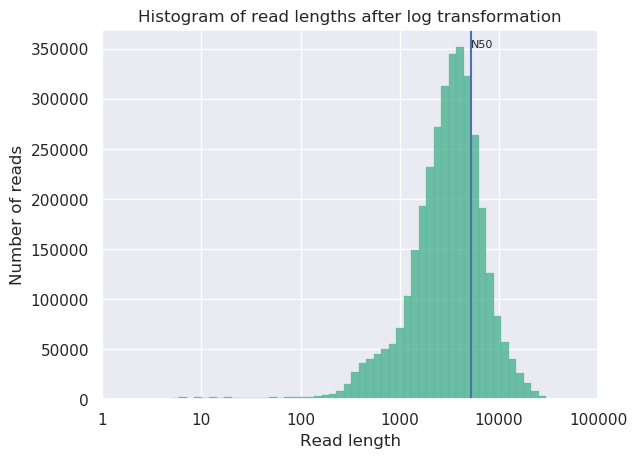 Histogram of read lengths after log transformation
N50
350000
300000
250000
200000
150000
100000
50000
0
Number of reads
1 10 100 1000 10000 100000
Read length